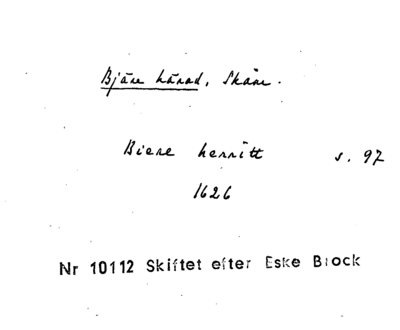 Bjäre härad, Skåne.
Biere herritt s. 97
1626
Nr 10112 Skiftet efter Eske Brock